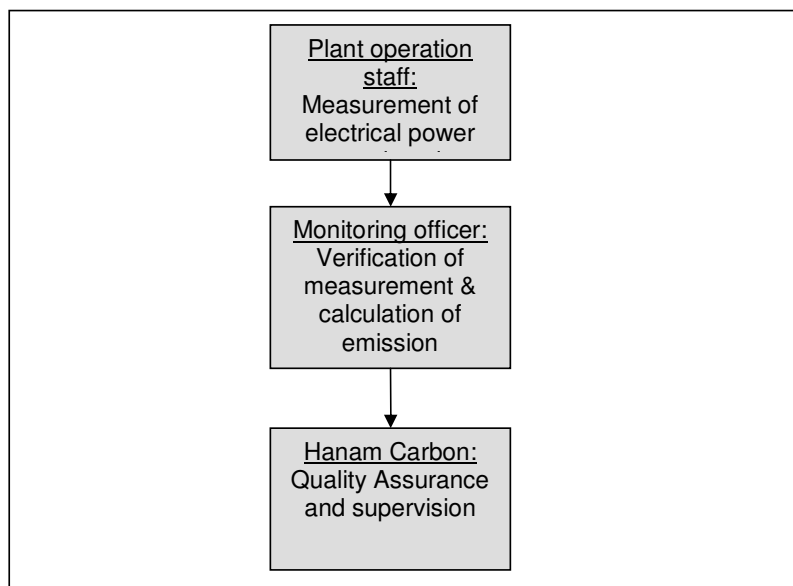 Plant operation
staff:
Measurement of
electrical power
Monitoring officer:
Verification of
measurement &
calculation of
emission
Hanam Carbon:
Quality Assurance
and supervision